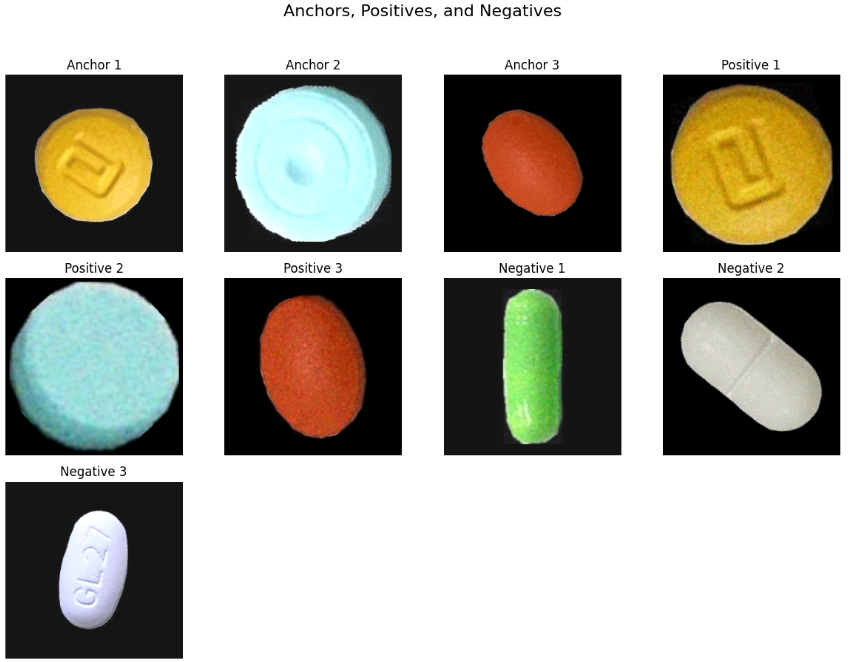 Anchors, Positives, and Negatives
Anchor 1
Anchor 2
Anchor 3
Positive 1
Positive 2
Positive 3
Negative 1
Negative 2
Negative 3
GL27